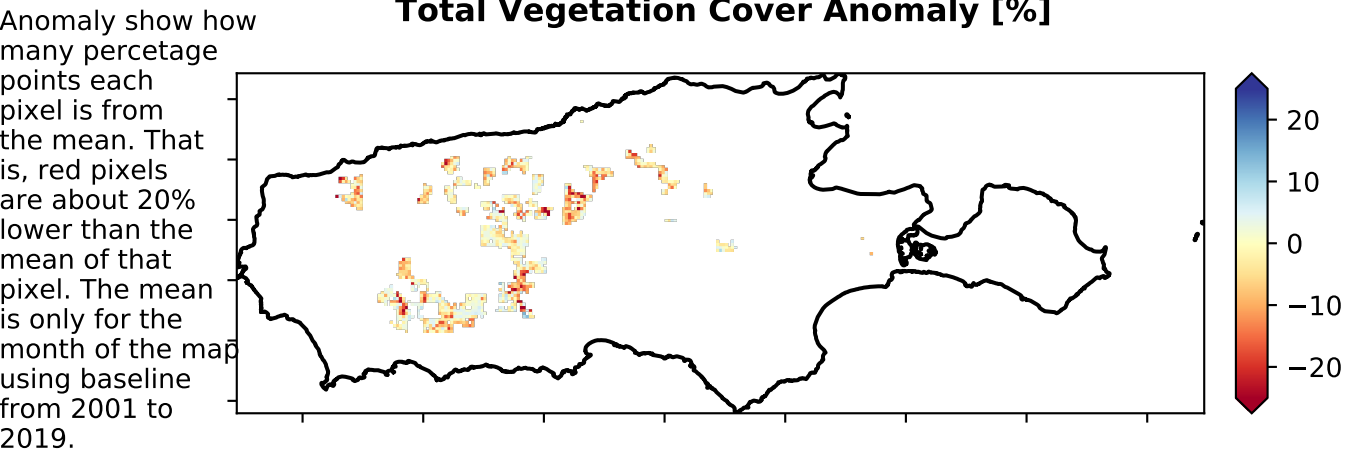 Total Vegetation Cover Anomaly [%]
Anomaly show how
many percetage
points each
pixel is from
the mean. That
is, red pixels
are about 20%
lower than the
mean of that
pixel. The mean
is only for the
month of the map
using baseline
from 2001 to
2019.
20
10
0
−10
−20